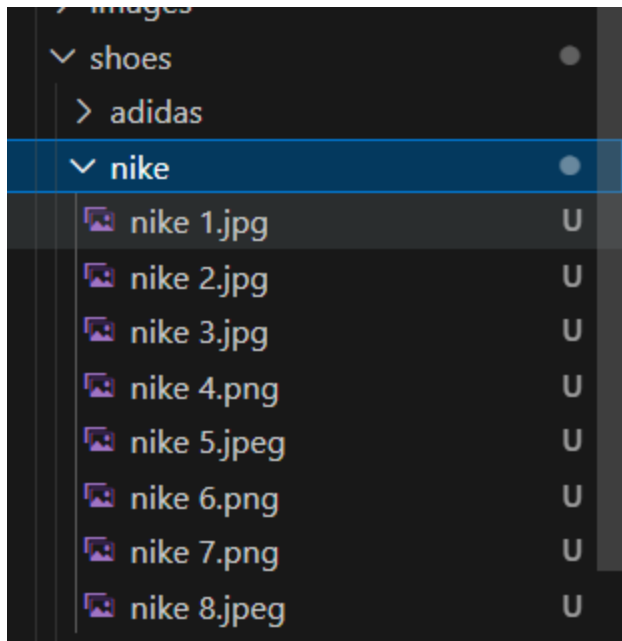 images
shoes
adidas
nike
nike 1.jpg U
nike 2.jpg U
nike 3.jpg U
nike 4.png U
nike 5.jpeg U
nike 6.png U
nike 7.png U
nike 8.jpeg U